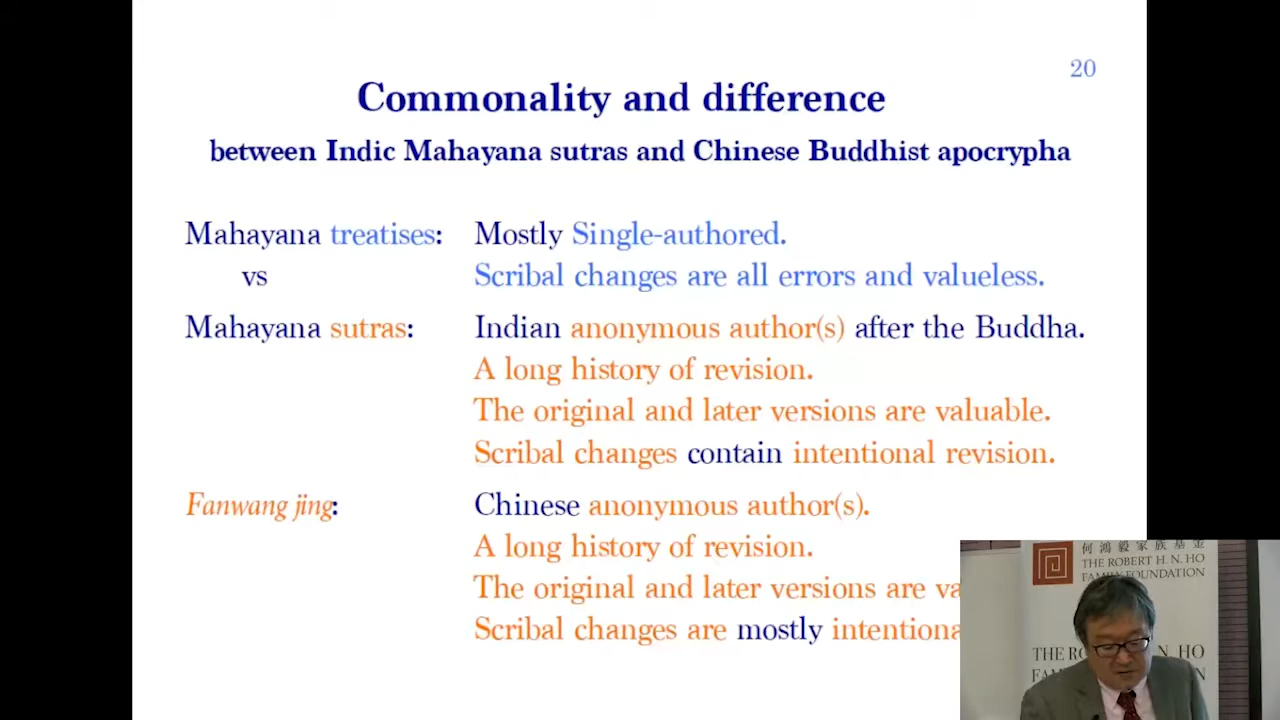 20
Commonality and difference
between Indic Mahayana sutras and Chinese Buddhist apocrypha
Mahayana treatises: Mostly Single-authored.
vs Scribal changes are all errors and valueless.
Mahayana sutras: Indian anonymous author(s) after the Buddha.
A long history of revision.
The original and later versions are valuable.
Scribal changes contain intentional revision.
Fanwang jing: Chinese anonymous author(s).
A long history of revision.
The original and later versions are
Scribal changes are mostly
何鴻毅家族基金
THE ROBERT H. N. HO
FAMILY FOUNDATION
THE HO